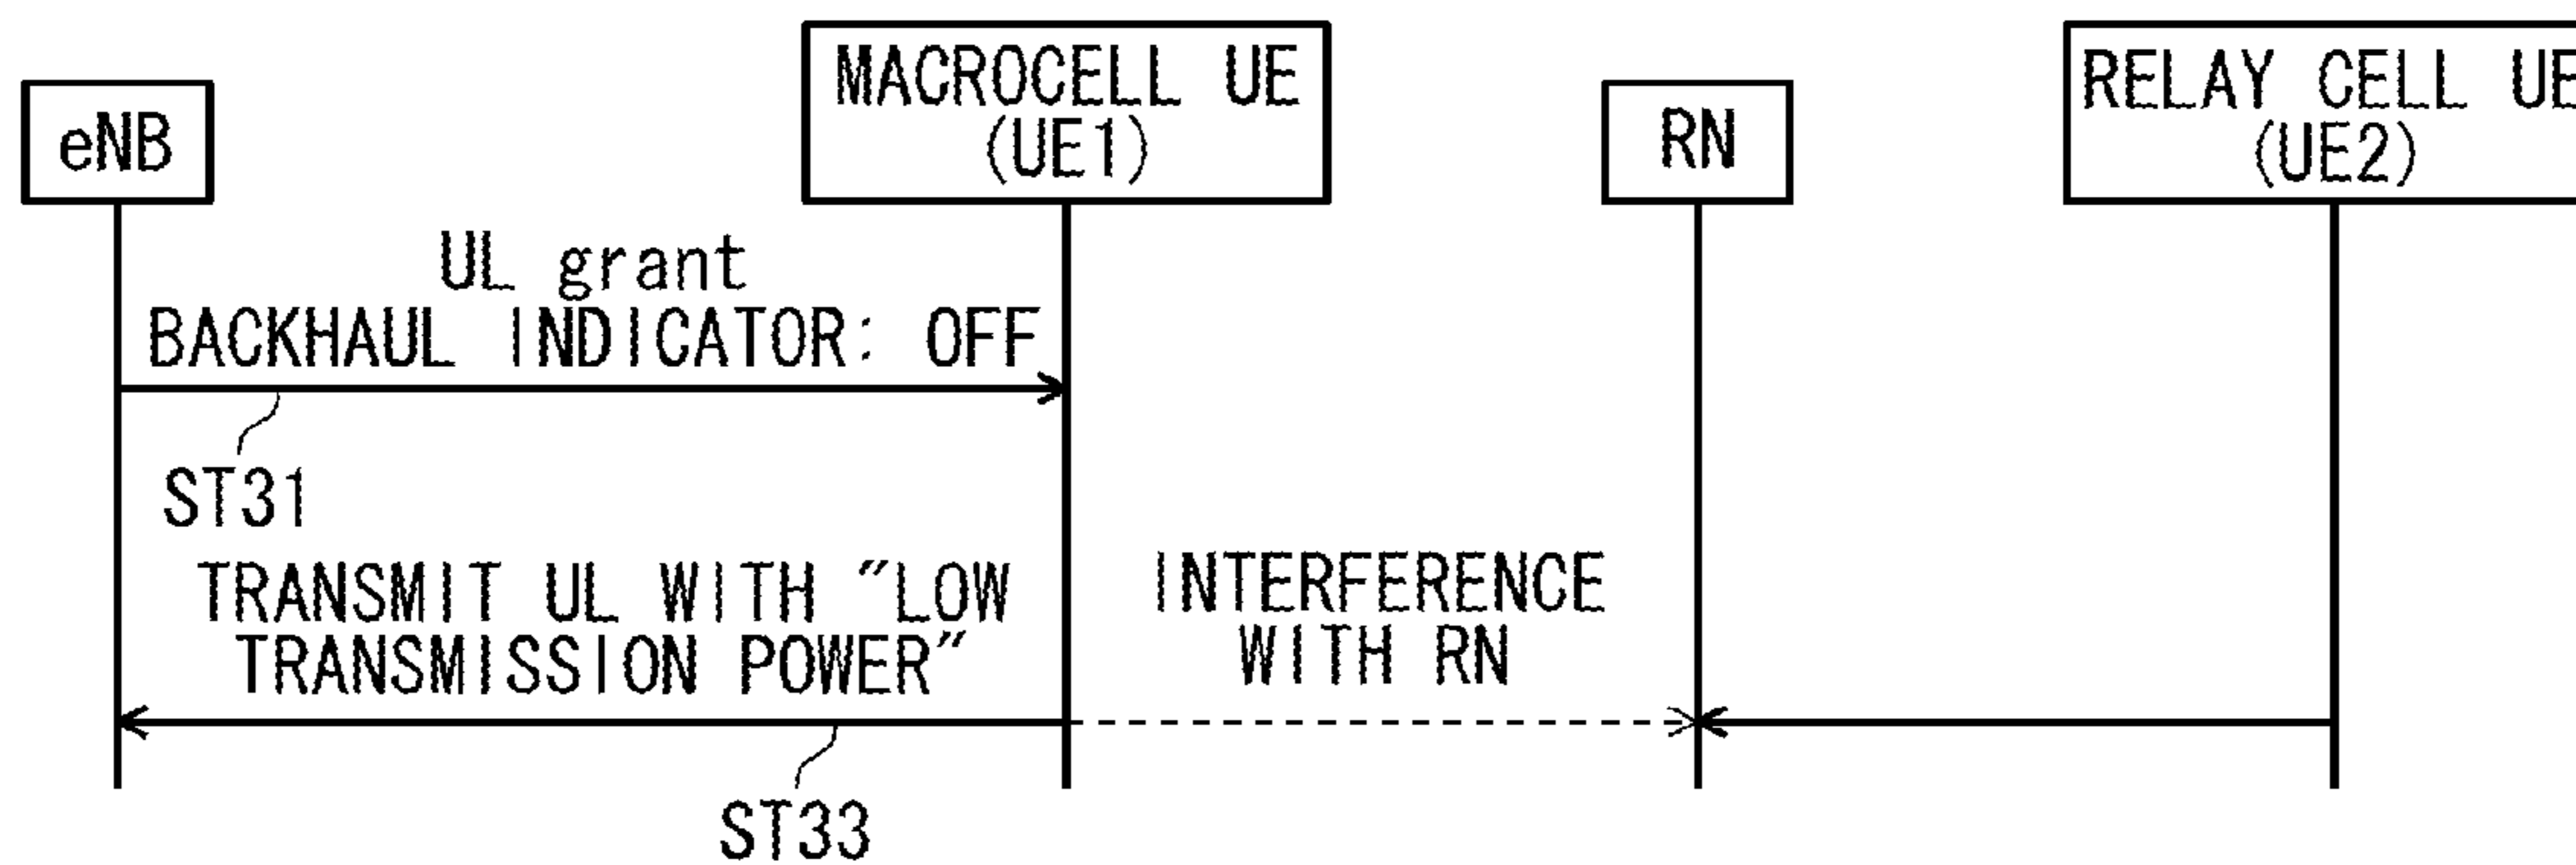 eNB
MACROCELL UE
(UE1)
RN
RELAY CELL UE
(UE2)
UL grant
BACKHAUL INDICATOR: OFF
ST31
TRANSMIT UL WITH "LOW
TRANSMISSION POWER"
INTERFERENCE
WITH RN
ST33